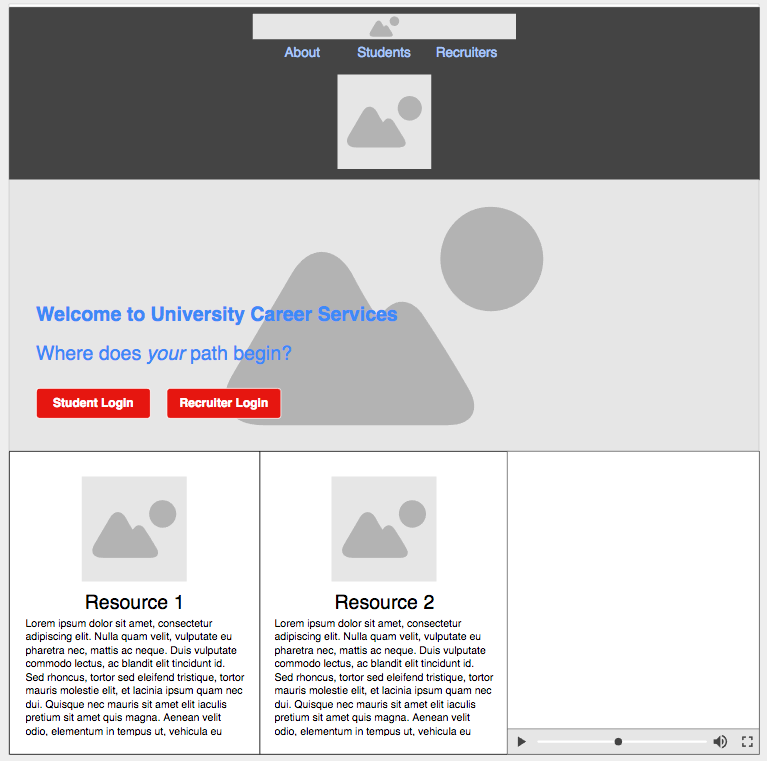 About Students Recruiters
Welcome to University Career Services
Where does your path begin?
Student Login Recruiter Login
Resource 1
Lorem ipsum dolor sit amet, consectetur
adipiscing elit. Nulla quam velit, vulputate eu
pharetra nec, mattis ac neque. Duis vulputate
commodo lectus, ac blandit elit tincidunt id.
Sed rhoncus, tortor sed eleifend tristique, tortor
mauris molestie elit, et lacinia ipsum quam nec
dui. Quisque nec mauris sit amet elit iaculis
pretium sit amet quis magna. Aenean velit
odio, elementum in tempus ut, vehicula eu
Resource 2
Lorem ipsum dolor sit amet, consectetur
adipiscing elit. Nulla quam velit, vulputate eu
pharetra nec, mattis ac neque. Duis vulputate
commodo lectus, ac blandit elit tincidunt id.
Sed rhoncus, tortor sed eleifend tristique, tortor
mauris molestie elit, et lacinia ipsum quam nec
dui. Quisque nec mauris sit amet elit iaculis
pretium sit amet quis magna. Aenean velit
odio, elementum in tempus ut, vehicula eu